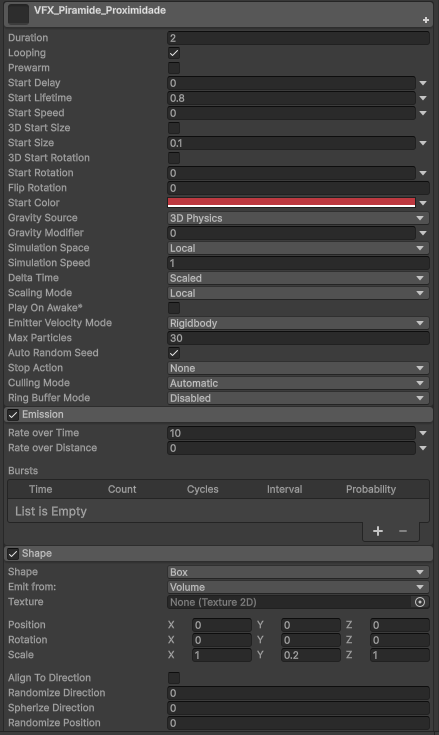 VFX_Piramide_Proximidade
+
Duration 2
Looping
Prewarm
Start Delay 0
Start Lifetime 0.8
Start Speed 0
3D Start Size
Start Size 0.1
3D Start Rotation
Start Rotation 0
Flip Rotation 0
Start Color
Gravity Source 3D Physics
Gravity Modifier 0
Simulation Space Local
Simulation Speed 1
Delta Time Scaled
Scaling Mode Local
Play On Awake*
Emitter Velocity Mode Rigidbody
Max Particles 30
Auto Random Seed
Stop Action None
Culling Mode Automatic
Ring Buffer Mode Disabled
Emission
Rate over Time 10
Rate over Distance 0
Bursts
Time Count Cycles Interval Probability
List is Empty
+ −
Shape
Shape Box
Emit from: Volume
Texture None (Texture 2D)
Position X 0 Y 0 Z 0
Rotation X 0 Y 0 Z 0
Scale X 1 Y 0.2 Z 1
Align To Direction
Randomize Direction 0
Spherize Direction 0
Randomize Position 0